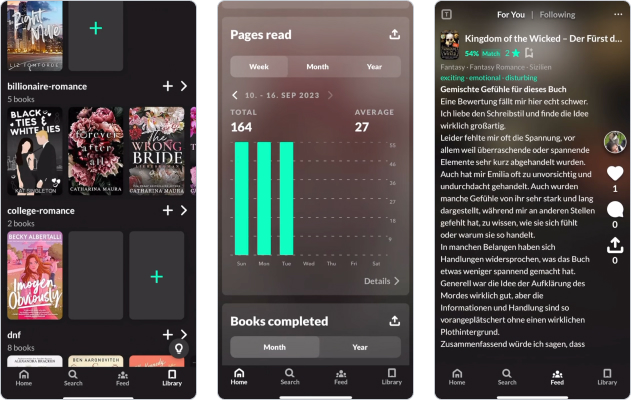 Right
Mile
LIZ TOMFORDE
billionaire-romance
5 books
BLACK
TIES &
WHITE LIES
KAT SINGLETON
forever
after
all
CATHARINA MAURA
The
WRONG
BRIDE
CATHARINA MAURA
college-romance
2 books
BECKY ALBERTALLI
Imogen,
Obviously
dnf
8 books
ALEXANDRA BRACKEN
BEN AARONOVITCH
Kennedy
Home
Search
Feed
Library
Pages read
Week
Month
Year
10. - 16. SEP 2023
TOTAL
AVERAGE
164
27
55
46
37
27
18
9
Sun
Mon
Tue
Wed
Thu
Fri
Sat
Details
Books completed
Month
Year
Home
Search
Feed
Library
T
For You | Following
Kingdom of the Wicked – Der Fürst d...
54% Match 2
Fantasy · Fantasy Romance · Sizilien
exciting · emotional · disturbing
Gemischte Gefühle für dieses Buch
Eine Bewertung fällt mir hier echt schwer.
Ich liebe den Schreibstil und finde die Idee
wirklich großartig.
Leider fehlte mir oft die Spannung, vor
allem weil überraschende oder spannende
Elemente sehr kurz abgehandelt wurden.
Auch hat mir Emilia oft zu unvorsichtig und
undurchdacht gehandelt. Auch wurden
manche Gefühle von ihr sehr stark und lang
dargestellt, während mir an anderen Stellen
gefehlt hat, zu wissen, wie sie sich fühlt
oder warum sie so handelt.
In manchen Belangen haben sich
Handlungen widersprochen, was das Buch
etwas weniger spannend gemacht hat.
Generell war die Idee der Aufklärung des
Mordes wirklich gut, aber die
Informationen und Handlung sind so
vorangeplätschert ohne einen wirklichen
Plothintergrund.
Zusammenfassend würde ich sagen, dass
1
0
0
Home
Search
Feed
Library